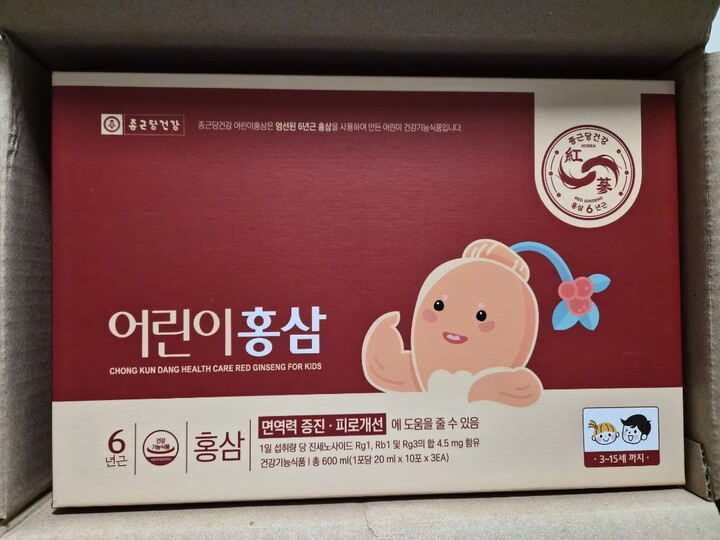 종근당건강
종근당건강 어린이홍삼은 엄선된 6년근 홍삼을 사용하여 만든 어린이 건강기능식품입니다.
종근당건강
KOREA
紅
蔘
RED GINSENG
홍삼 6년근
어린이홍삼
CHONG KUN DANG HEALTH CARE RED GINSENG FOR KIDS
6
년근
건강
기능식품
홍삼
면역력 증진 · 피로개선 에 도움을 줄 수 있음
1일 섭취량 당 진세노사이드 Rg1, Rb1 및 Rg3의 합 4.5 mg 함유
건강기능식품 I 총 600 ml(1포당 20 ml x 10포 x 3EA)
· 3~15세 까지 ·